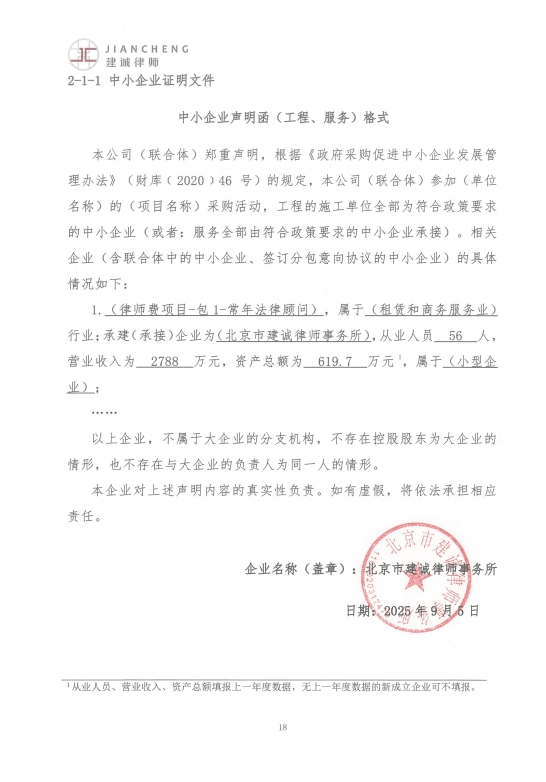 JIANCHENG
建诚律师
2-1-1 中小企业证明文件
中小企业声明函（工程、服务）格式
本公司（联合体）郑重声明，根据《政府采购促进中小企业发展管
理办法》（财库﹝2020﹞46 号）的规定，本公司（联合体）参加（单位
名称）的（项目名称）采购活动，工程的施工单位全部为符合政策要求
的中小企业（或者：服务全部由符合政策要求的中小企业承接）。相关
企业（含联合体中的中小企业、签订分包意向协议的中小企业）的具体
情况如下：
1.（律师费项目-包1-常年法律顾问），属于（租赁和商务服务业）
行业；承建（承接）企业为（北京市建诚律师事务所），从业人员 56 人，
营业收入为 2788 万元，资产总额为 619.7 万元1，属于（小型企
业）；
……
以上企业，不属于大企业的分支机构，不存在控股股东为大企业的
情形，也不存在与大企业的负责人为同一人的情形。
本企业对上述声明内容的真实性负责。如有虚假，将依法承担相应
责任。
企业名称（盖章）：北京市建诚律师事务所
日期：2025 年 9 月 5 日
北京市建诚律师事务所
1从业人员、营业收入、资产总额填报上一年度数据，无上一年度数据的新成立企业可不填报。
18